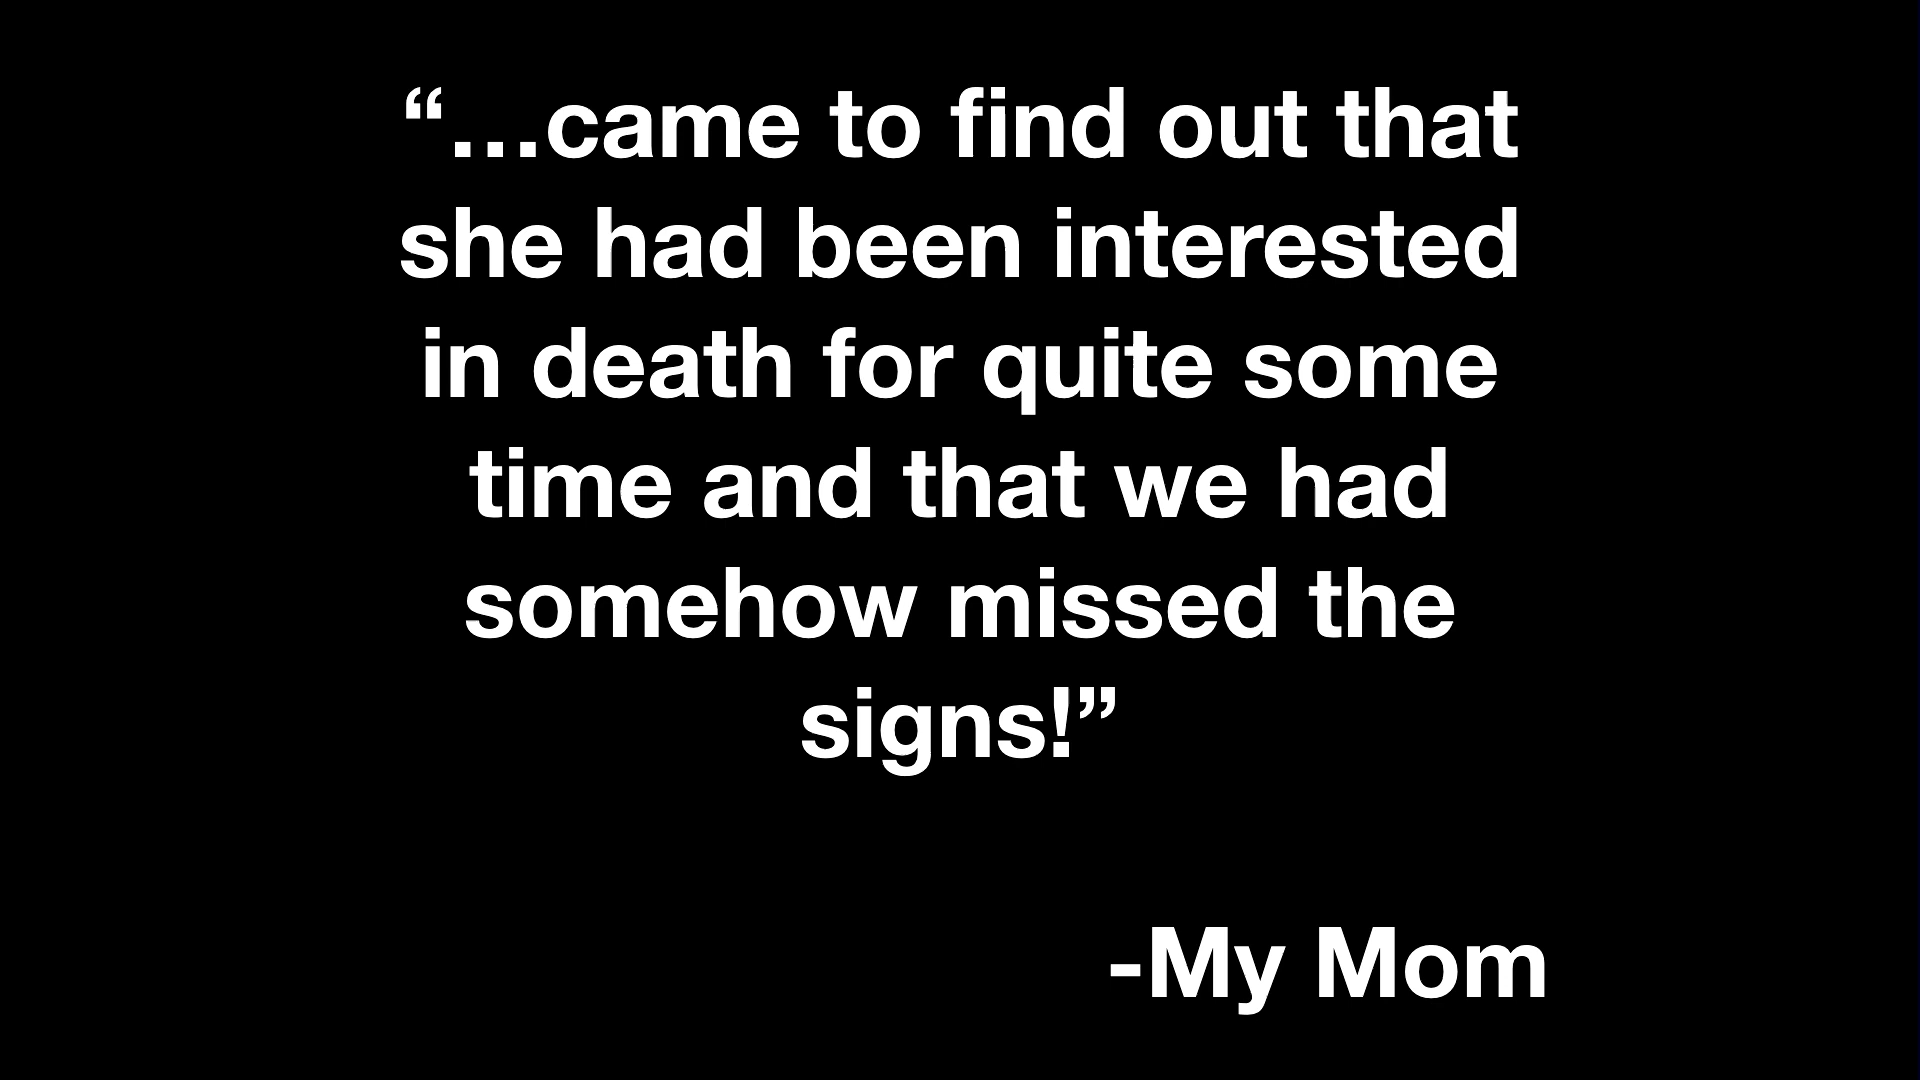 “...came to find out that
she had been interested
in death for quite some
time and that we had
somehow missed the
signs!”
-My Mom